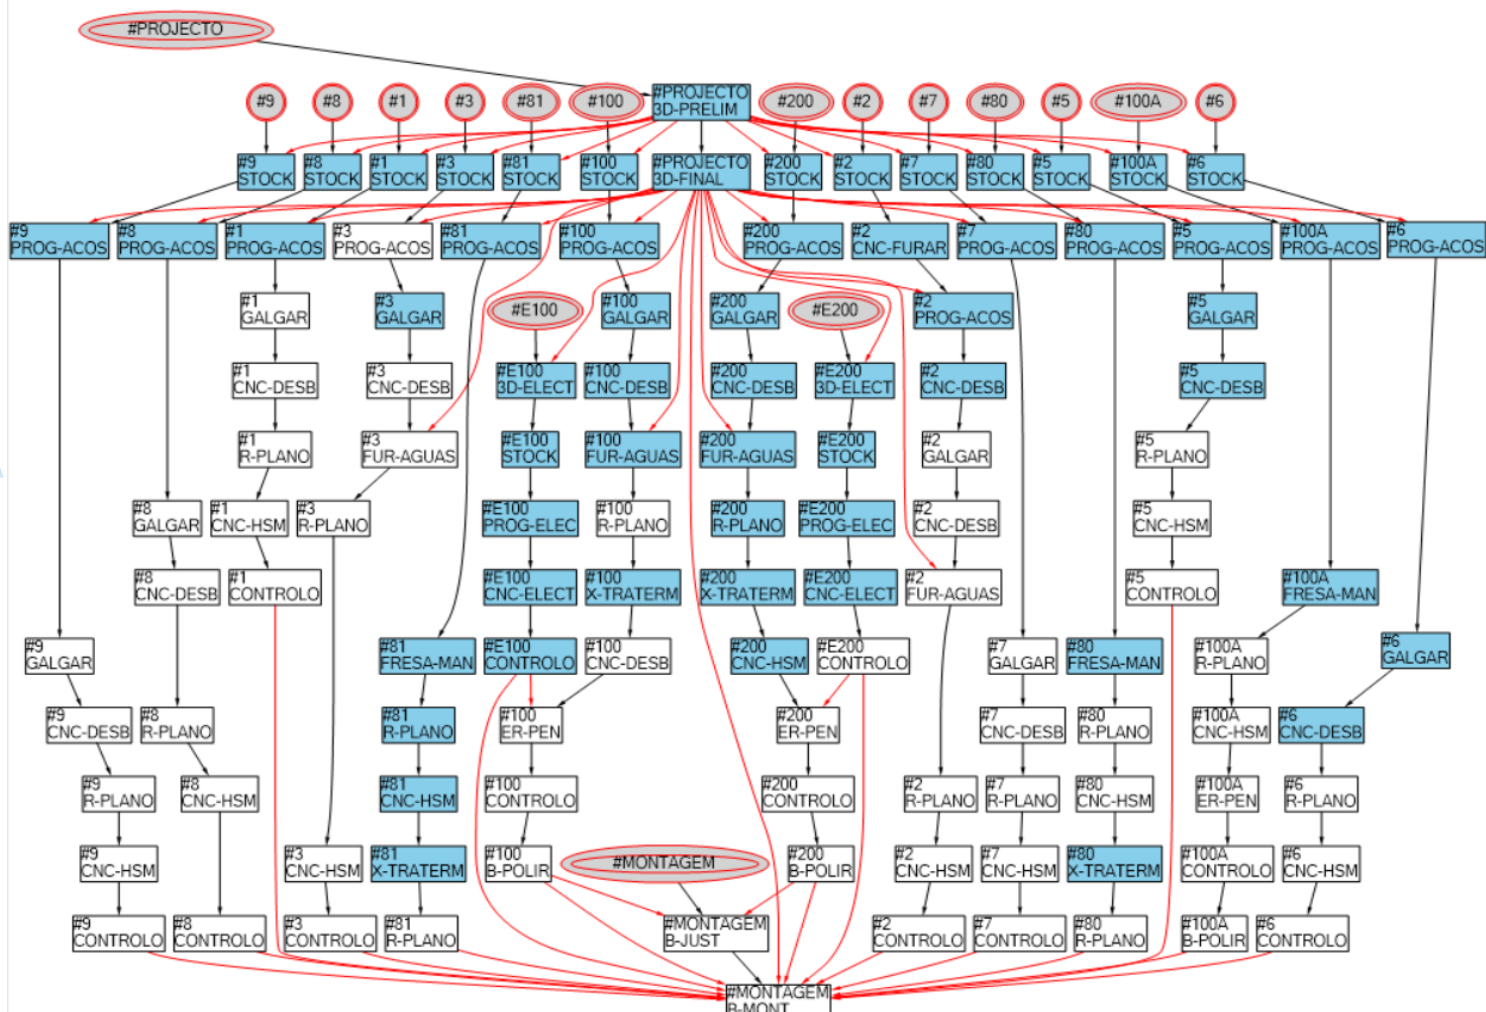 #PROJECTO
#9
#8
#1
#3
#81
#100
#PROJECTO
3D-PRELIM
#200
#2
#7
#80
#5
#100A
#6
#9
STOCK
#8
STOCK
#1
STOCK
#3
STOCK
#81
STOCK
#100
STOCK
#PROJECTO
3D-FINAL
#200
STOCK
#2
STOCK
#7
STOCK
#80
STOCK
#5
STOCK
#100A
STOCK
#6
STOCK
#9
PROG-ACOS
#8
PROG-ACOS
#1
PROG-ACOS
#3
PROG-ACOS
#81
PROG-ACOS
#100
PROG-ACOS
#200
PROG-ACOS
#2
CNC-FURAR
#7
PROG-ACOS
#80
PROG-ACOS
#5
PROG-ACOS
#100A
PROG-ACOS
#6
PROG-ACOS
#1
GALGAR
#3
GALGAR
#E100
#100
GALGAR
#200
GALGAR
#E200
#2
PROG-ACOS
#5
GALGAR
#1
CNC-DESB
#3
CNC-DESB
#E100
3D-ELECT
#100
CNC-DESB
#200
CNC-DESB
#E200
3D-ELECT
#2
CNC-DESB
#5
CNC-DESB
#1
R-PLANO
#3
FUR-AGUAS
#E100
STOCK
#100
FUR-AGUAS
#200
FUR-AGUAS
#E200
STOCK
#2
GALGAR
#5
R-PLANO
#8
GALGAR
#1
CNC-HSM
#3
R-PLANO
#E100
PROG-ELEC
#100
R-PLANO
#200
R-PLANO
#E200
PROG-ELEC
#2
CNC-DESB
#5
CNC-HSM
#8
CNC-DESB
#1
CONTROLO
#E100
CNC-ELECT
#100
X-TRATERM
#200
X-TRATERM
#E200
CNC-ELECT
#2
FUR-AGUAS
#5
CONTROLO
#100A
FRESA-MAN
#9
GALGAR
#81
FRESA-MAN
#E100
CONTROLO
#100
CNC-DESB
#200
CNC-HSM
#E200
CONTROLO
#7
GALGAR
#80
FRESA-MAN
#100A
R-PLANO
#6
GALGAR
#9
CNC-DESB
#8
R-PLANO
#81
R-PLANO
#100
ER-PEN
#200
ER-PEN
#7
CNC-DESB
#80
R-PLANO
#100A
CNC-HSM
#6
CNC-DESB
#9
R-PLANO
#8
CNC-HSM
#81
CNC-HSM
#100
CONTROLO
#200
CONTROLO
#2
R-PLANO
#7
R-PLANO
#80
CNC-HSM
#100A
ER-PEN
#6
R-PLANO
#9
CNC-HSM
#3
CNC-HSM
#81
X-TRATERM
#100
B-POLIR
#MONTAGEM
#200
B-POLIR
#2
CNC-HSM
#7
CNC-HSM
#80
X-TRATERM
#100A
CONTROLO
#6
CNC-HSM
#9
CONTROLO
#8
CONTROLO
#3
CONTROLO
#81
R-PLANO
#MONTAGEM
B-JUST
#2
CONTROLO
#7
CONTROLO
#80
R-PLANO
#100A
B-POLIR
#6
CONTROLO
#MONTAGEM
B-MONT